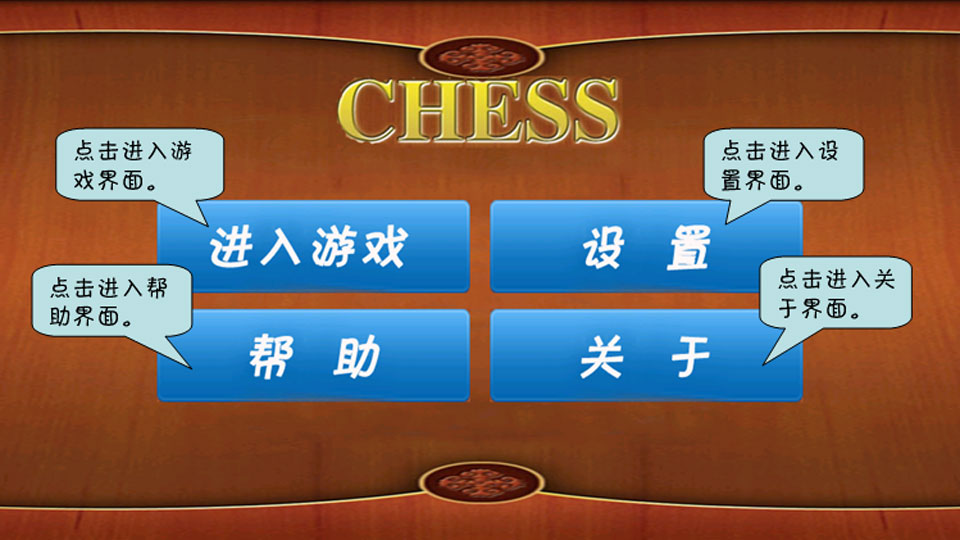 CHESS
点击进入游
戏界面。
点击进入设
置界面。
进入游戏
设 置
点击进入帮
助界面。
点击进入关
于界面。
帮 助
关 于